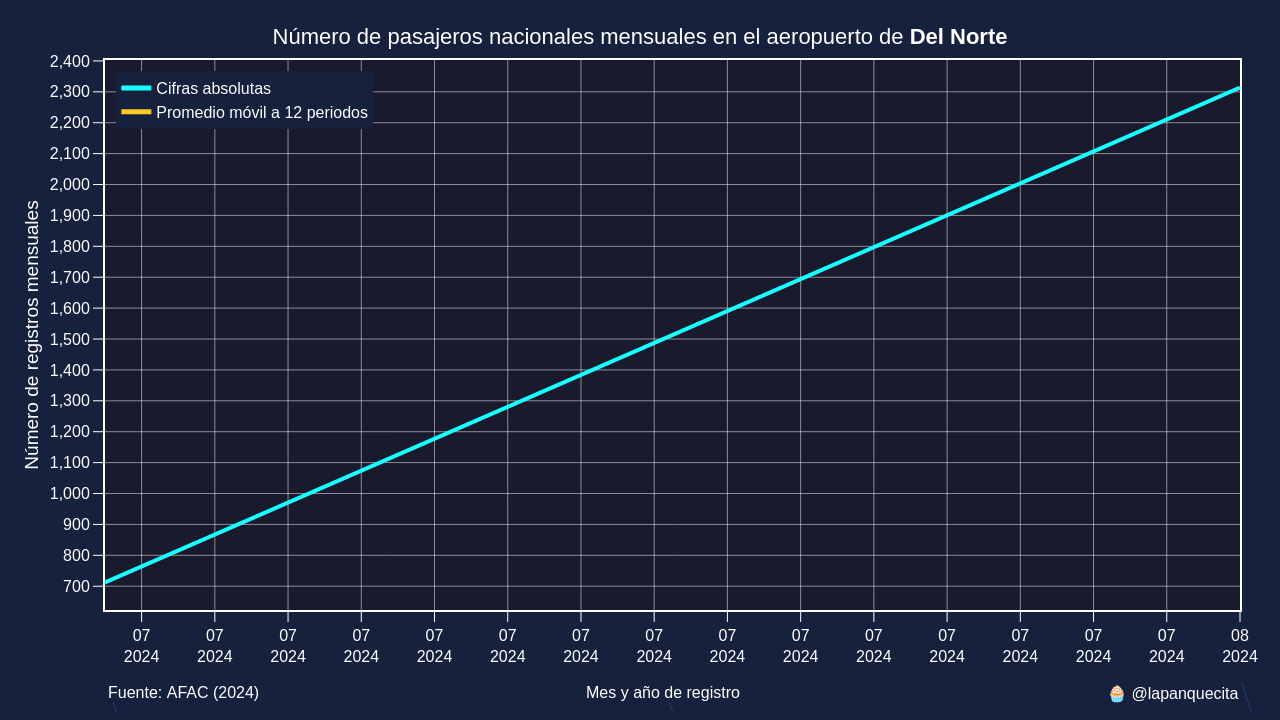 Número de pasajeros nacionales mensuales en el aeropuerto de Del Norte
Cifras absolutas
Promedio móvil a 12 periodos
Número de registros mensuales
2,400
2,300
2,200
2,100
2,000
1,900
1,800
1,700
1,600
1,500
1,400
1,300
1,200
1,100
1,000
900
800
700
07 07 07 07 07 07 07 07 07 07 07 07 07 07 07 08
2024 2024 2024 2024 2024 2024 2024 2024 2024 2024 2024 2024 2024 2024 2024 2024
Fuente: AFAC (2024)
Mes y año de registro
🧁 @lapanquecita